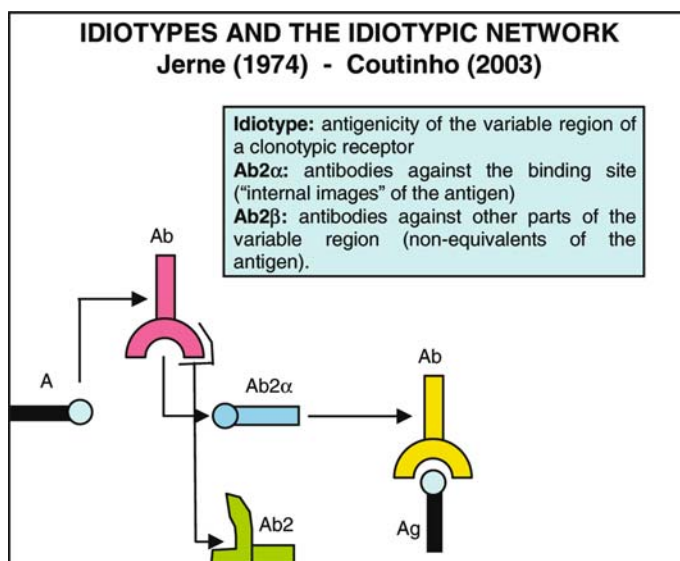 IDIOTYPES AND THE IDIOTYPIC NETWORK
Jerne (1974) - Coutinho (2003)
Idiotype: antigenicity of the variable region of
a clonotypic receptor
Ab2α: antibodies against the binding site
("internal images" of the antigen)
Ab2β: antibodies against other parts of the
variable region (non-equivalents of the
antigen).
Ab
A
Ab2α
Ab
Ab2
Ag